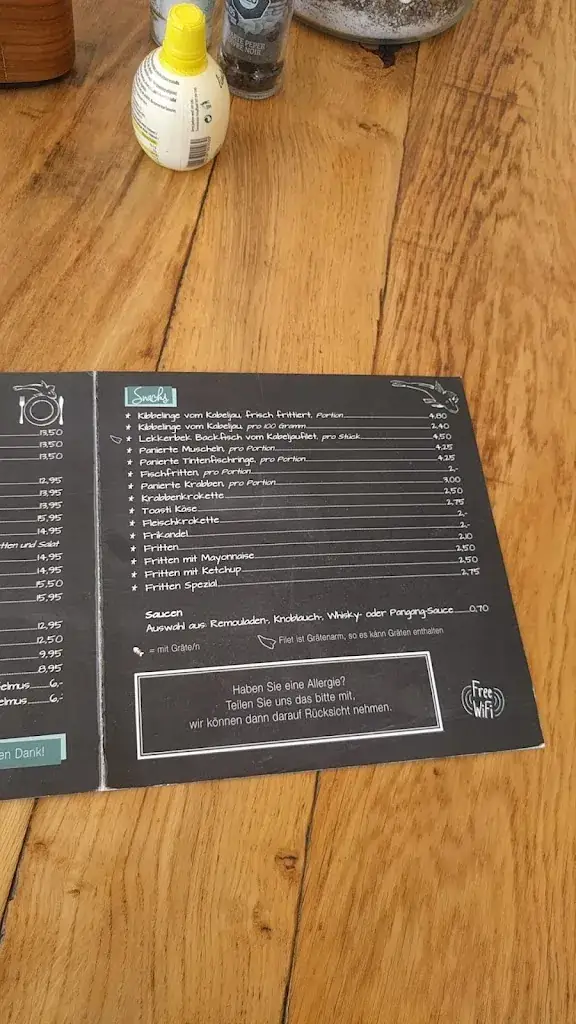 13,50
13,50
13,50
12,95
13,95
13,95
15,95
14,95
tten und Salat
14,95
14,95
15,50
15,95
12,95
12,50
9,95
8,95
elmus 6,-
elmus 6,-
en Dank!
Snacks
* Kibbelinge vom Kabeljau, frisch frittiert, Portion 4,80
* Kibbelinge vom Kabeljau, pro 100 Gramm 2,40
* Lekkerbek Backfisch vom Kabeljaufilet, pro Stück 4,50
* Panierte Muscheln, pro Portion 4,25
* Panierte Tintenfischringe, pro Portion 4,25
* Fischfritten, pro Portion 2,-
* Panierte Krabben, pro Portion 3,00
* Krabbenkrokette 2,50
* Toasti Käse 2,75
* Fleischkrokette 2,-
* Frikandel 2,-
* Fritten 2,10
* Fritten mit Mayonnaise 2,50
* Fritten mit Ketchup 2,50
* Fritten Spezial 2,75
Saucen
Auswahl aus: Remouladen-, Knoblauch-, Whisky- oder Pangang-Sauce 0,70
= mit Gräte/n
Filet ist Grätenarm, so es kann Gräten enthalten
Haben Sie eine Allergie?
Teilen Sie uns das bitte mit,
wir können dann darauf Rücksicht nehmen.
Free
WiFi